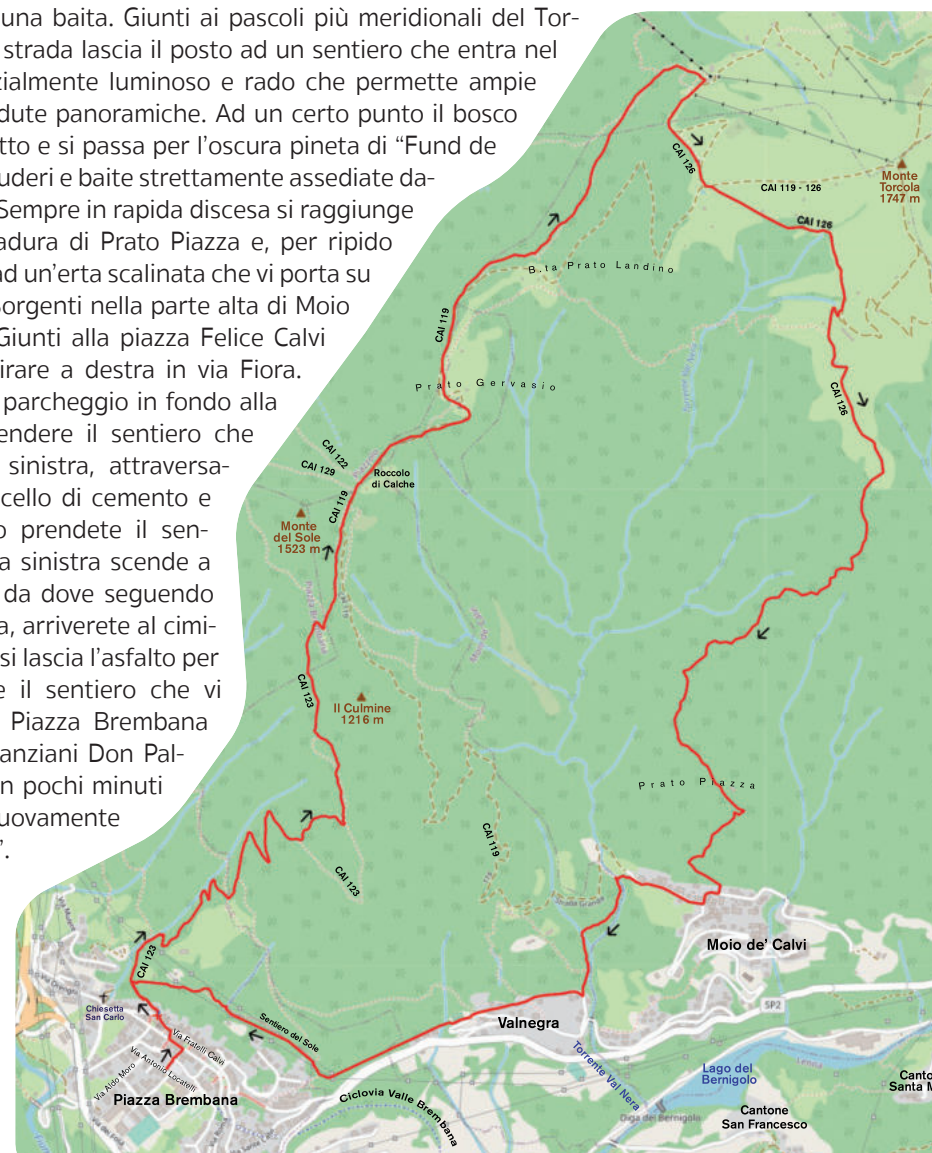 una baita. Giunti ai pascoli più meridionali del Tor-
strada lascia il posto ad un sentiero che entra nel
zialmente luminoso e rado che permette ampie
dute panoramiche. Ad un certo punto il bosco
tto e si passa per l'oscura pineta di “Fund de
uderi e baite strettamente assediate da-
Sempre in rapida discesa si raggiunge
adura di Prato Piazza e, per ripido
ad un'erta scalinata che vi porta su
Sorgenti nella parte alta di Moio
Giunti alla piazza Felice Calvi
irare a destra in via Fiora.
parcheggio in fondo alla
endere il sentiero che
sinistra, attraversa-
cello di cemento e
o prendete il sen-
a sinistra scende a
da dove seguendo
a, arriverete al cimi-
si lascia l'asfalto per
e il sentiero che vi
Piazza Brembana
anziani Don Pal-
n pochi minuti
uovamente
”.
CAI 126
CAI 119 - 126
Monte
Torcola
1747 m
CAI 126
B.ta Prato Landino
CAI 119
Prato Gervasio
CAI 126
CAI 122
CAI 129
Roccolo
di Calche
CAI 119
Monte
del Sole
1523 m
CAI 123
Il Culmine
1216 m
Prato Piazza
CAI 119
CAI 123
Strada Grande
Moio de' Calvi
CAI 123
Chiesetta
San Carlo
Via Fratelli Calvi
Via Antonio Locatelli
Via Aldo Moro
Piazza Brembana
Sentiero del Sole
Valnegra
SP2
Torrente Val Nera
Lago del
Bernigolo
Ciclovia Valle Brembana
Diga del Bernigolo
Cantone
San Francesco
Canto
Santa M